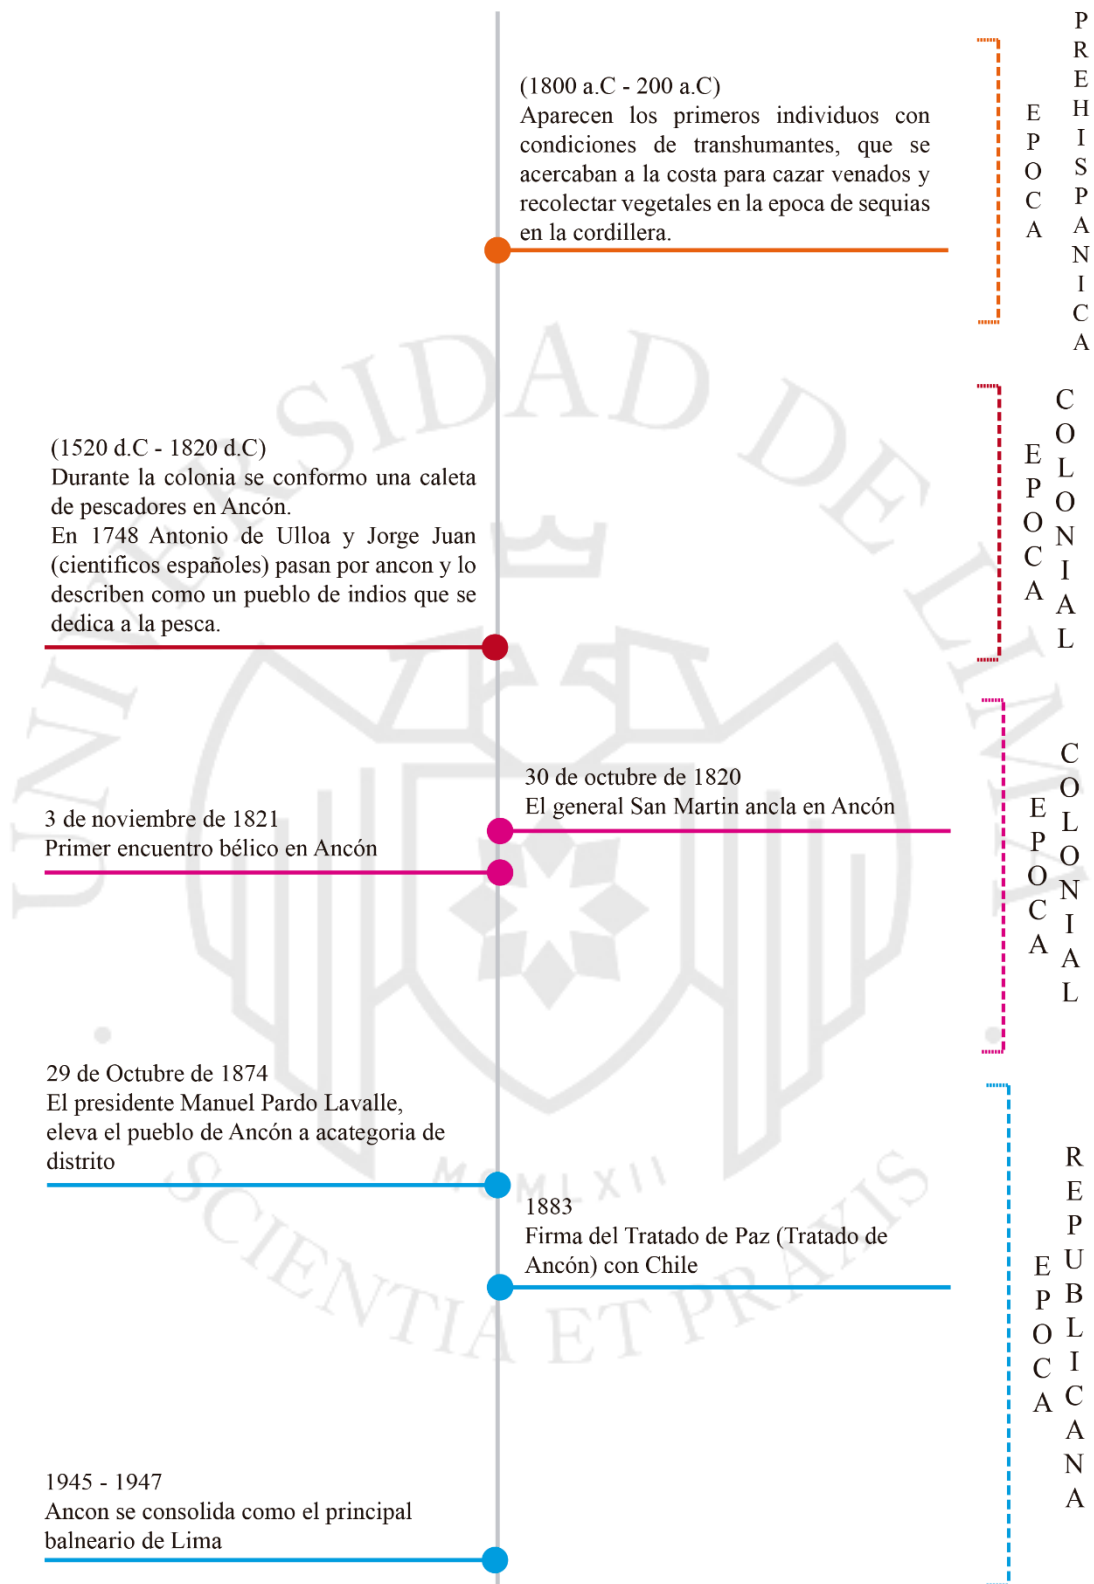 (1800 a.C - 200 a.C)
Aparecen los primeros individuos con
condiciones de transhumantes, que se
acercaban a la costa para cazar venados y
recolectar vegetales en la epoca de sequias
en la cordillera.
EPOCA
PREHISPANICA
(1520 d.C - 1820 d.C)
Durante la colonia se conformo una caleta
de pescadores en Ancón.
En 1748 Antonio de Ulloa y Jorge Juan
(cientificos españoles) pasan por ancon y lo
describen como un pueblo de indios que se
dedica a la pesca.
EPOCA
COLONIAL
30 de octubre de 1820
El general San Martin ancla en Ancón
3 de noviembre de 1821
Primer encuentro bélico en Ancón
EPOCA
COLONIAL
29 de Octubre de 1874
El presidente Manuel Pardo Lavalle,
eleva el pueblo de Ancón a acategoria de
distrito
1883
Firma del Tratado de Paz (Tratado de
Ancón) con Chile
1945 - 1947
Ancon se consolida como el principal
balneario de Lima
EPOCA
REPUBLICANA
UNIVERSIDAD DE LIMA
MCMLXII
SCIENTIA ET PRAXIS